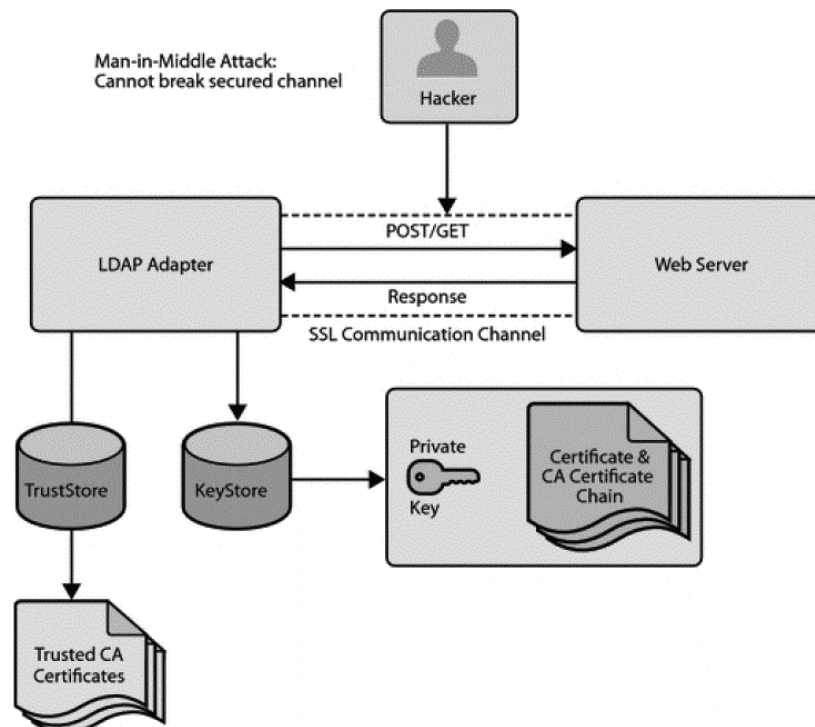 Man-in-Middle Attack:
Cannot break secured channel
Hacker
LDAP Adapter
POST/GET
Response
SSL Communication Channel
Web Server
TrustStore
KeyStore
Private
Key
Certificate &
CA Certificate
Chain
Trusted CA
Certificates